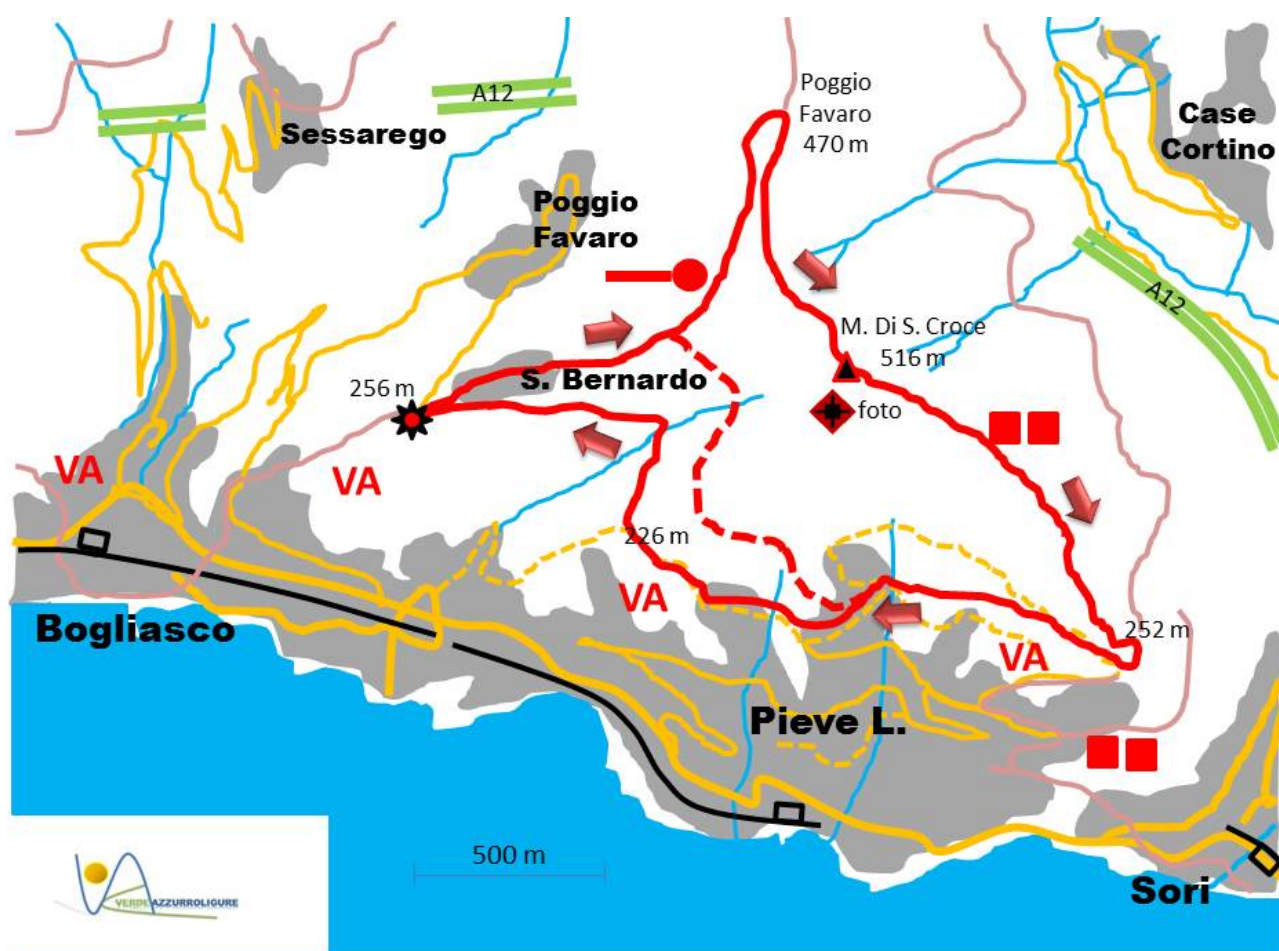 A12
Poggio
Favaro
470 m
Case
Cortino
Sessarego
Poggio
Favaro
A12
M. Di S. Croce
516 m
256 m
S. Bernardo
foto
VA
VA
226 m
VA
252 m
VA
Bogliasco
Pieve L.
500 m
Sori
VERDEAZZURROLIGURE